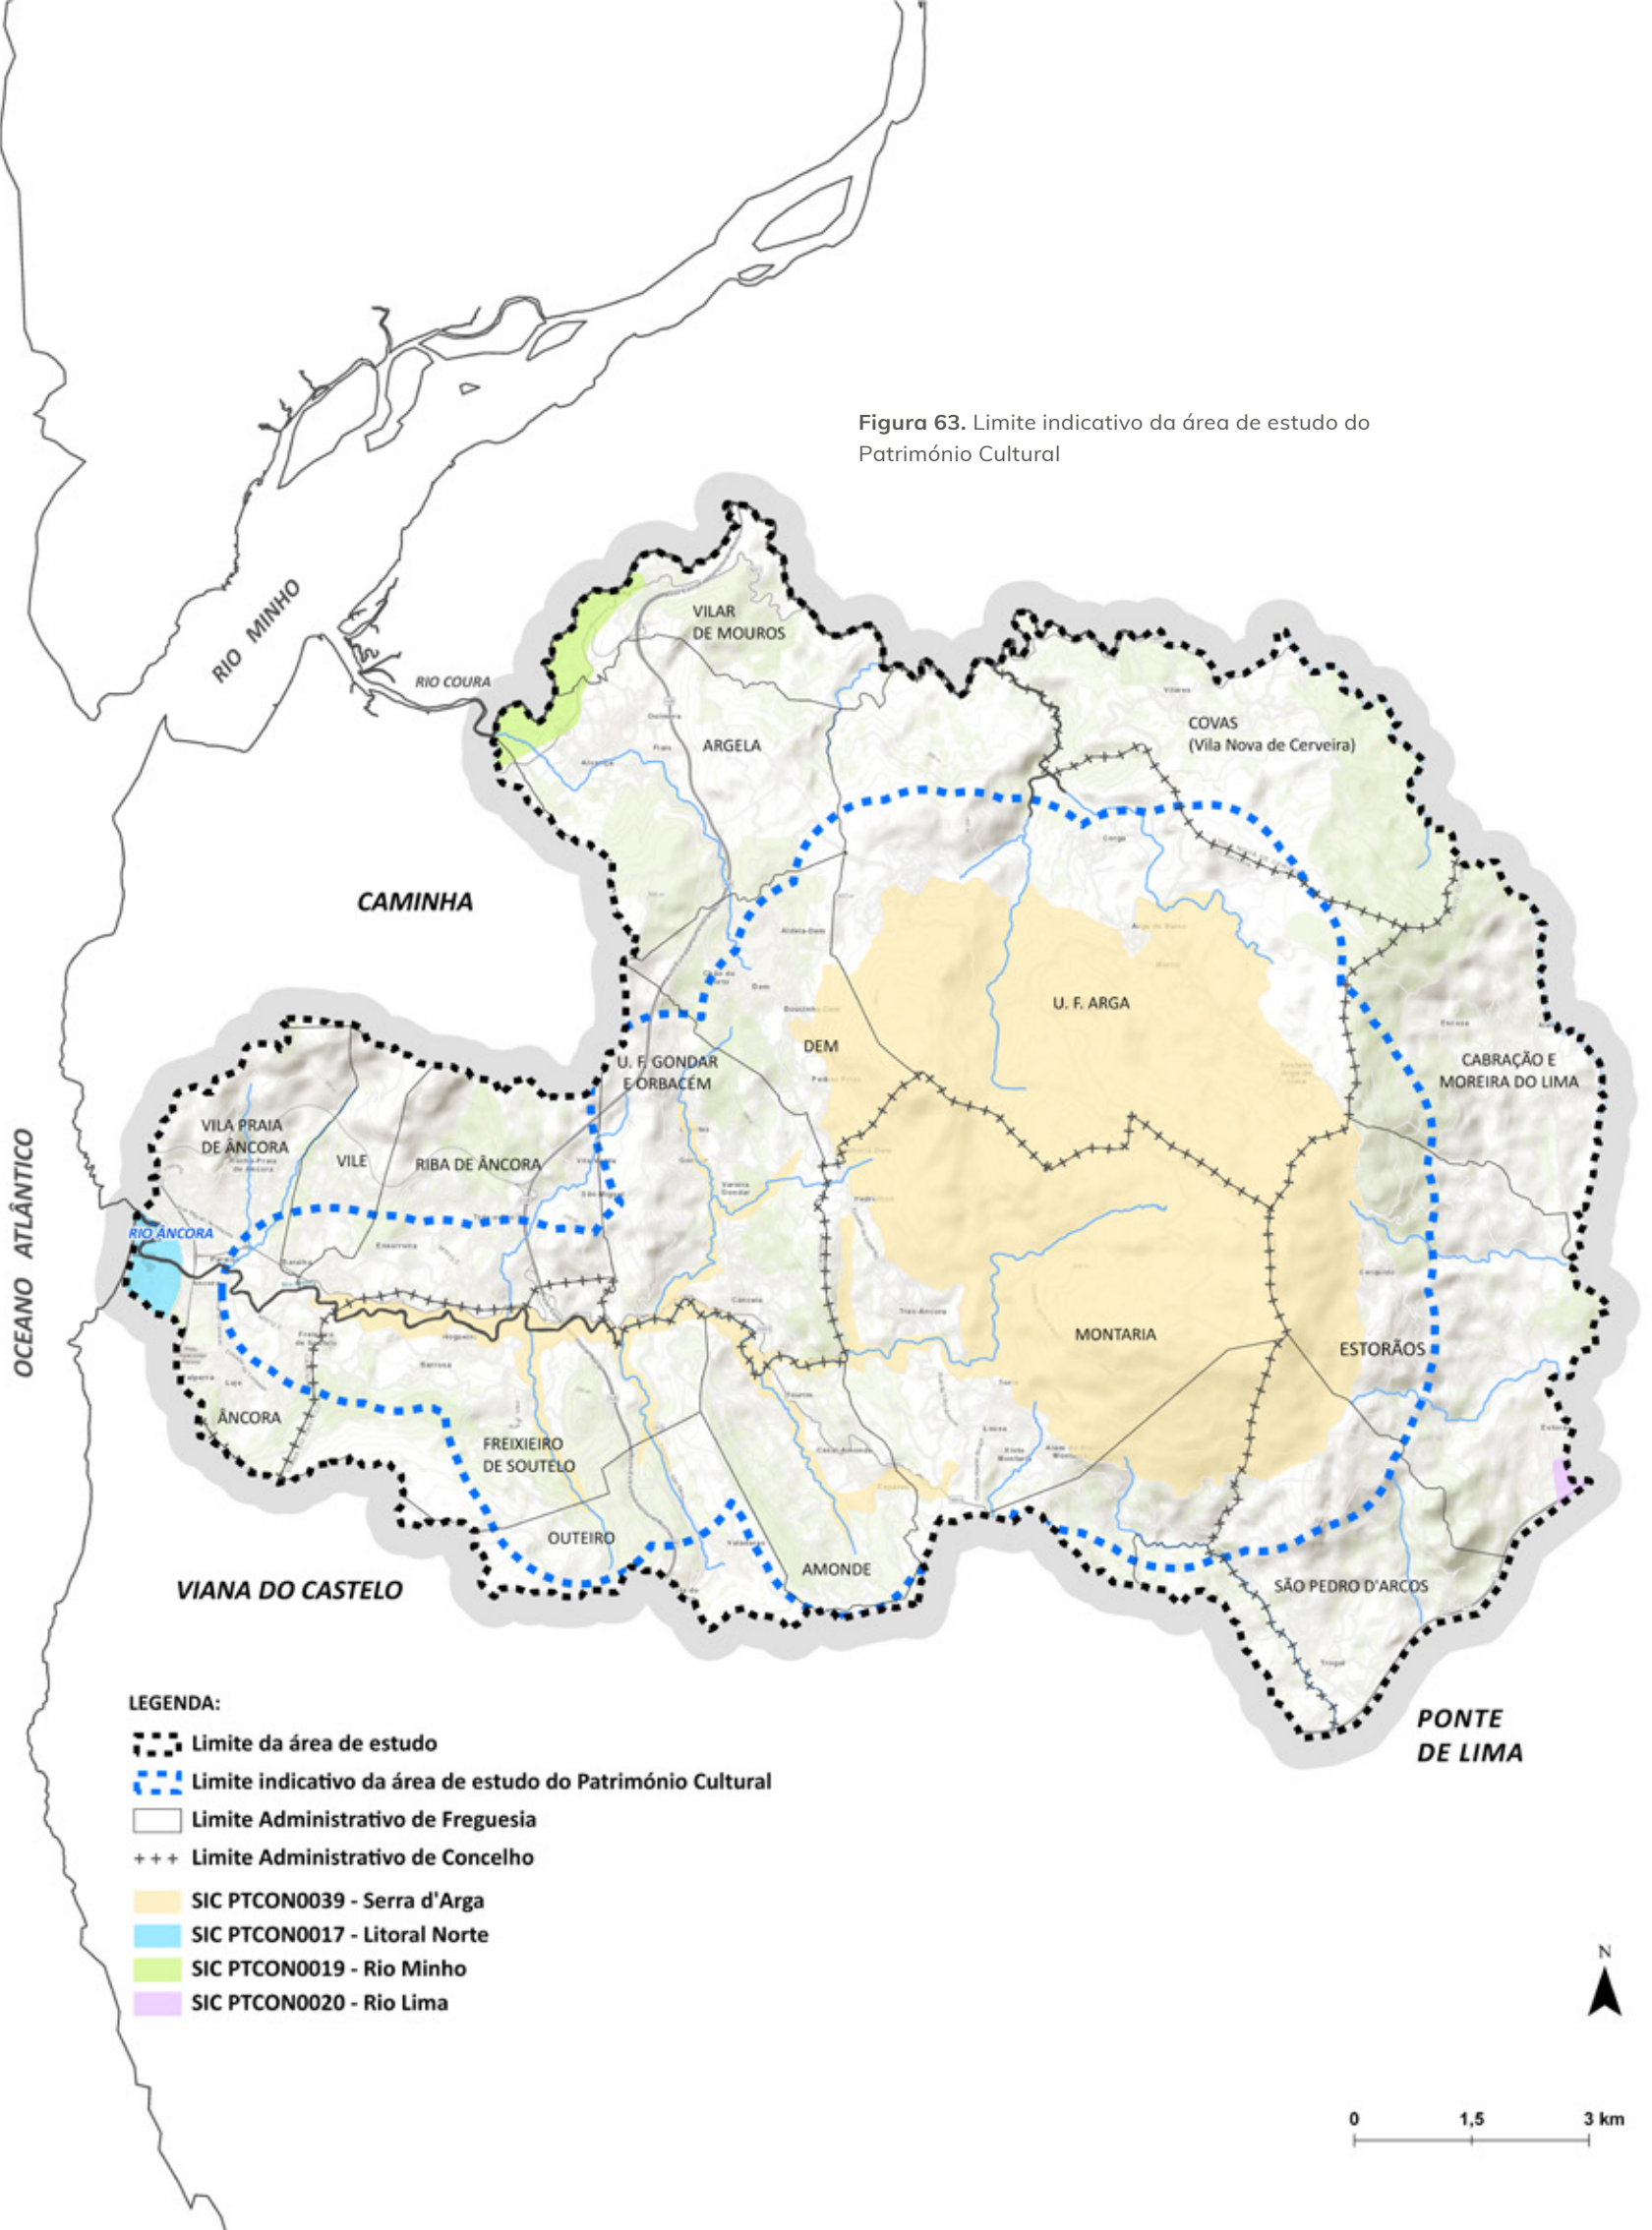 Figura 63. Limite indicativo da área de estudo do
Património Cultural
RIO MINHO
RIO COURA
VILAR
DE MOUROS
ARGELA
COVAS
(Vila Nova de Cerveira)
CAMINHA
U. F. ARGA
DEM
U. F. GONDAR
E ORBACÉM
CABRAÇÃO E
MOREIRA DO LIMA
VILA PRAIA
DE ÂNCORA
VILE
RIBA DE ÂNCORA
OCEANO ATLÂNTICO
RIO ÂNCORA
MONTARIA
ESTORÃOS
ÂNCORA
FREIXIEIRO
DE SOUTELO
OUTEIRO
AMONDE
SÃO PEDRO D'ARCOS
VIANA DO CASTELO
PONTE
DE LIMA
LEGENDA:
Limite da área de estudo
Limite indicativo da área de estudo do Património Cultural
Limite Administrativo de Freguesia
Limite Administrativo de Concelho
SIC PTCON0039 - Serra d'Arga
SIC PTCON0017 - Litoral Norte
SIC PTCON0019 - Rio Minho
SIC PTCON0020 - Rio Lima
N
0 1,5 3 km